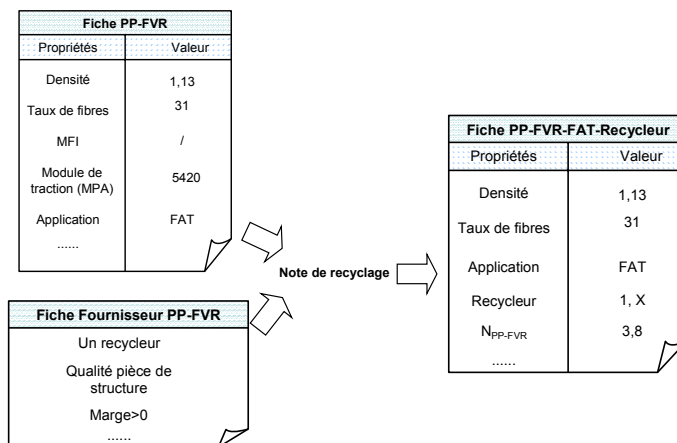 Fiche PP-FVR
Propriétés Valeur
Densité 1,13
Taux de fibres 31
MFI /
Module de
traction (MPA) 5420
Application FAT
......
Fiche Fournisseur PP-FVR
Un recycleur
Qualité pièce de
structure
Marge>0
......
Note de recyclage
Fiche PP-FVR-FAT-Recycleur
Propriétés Valeur
Densité 1,13
Taux de fibres 31
Application FAT
Recycleur 1, X
NPP-FVR 3,8
......